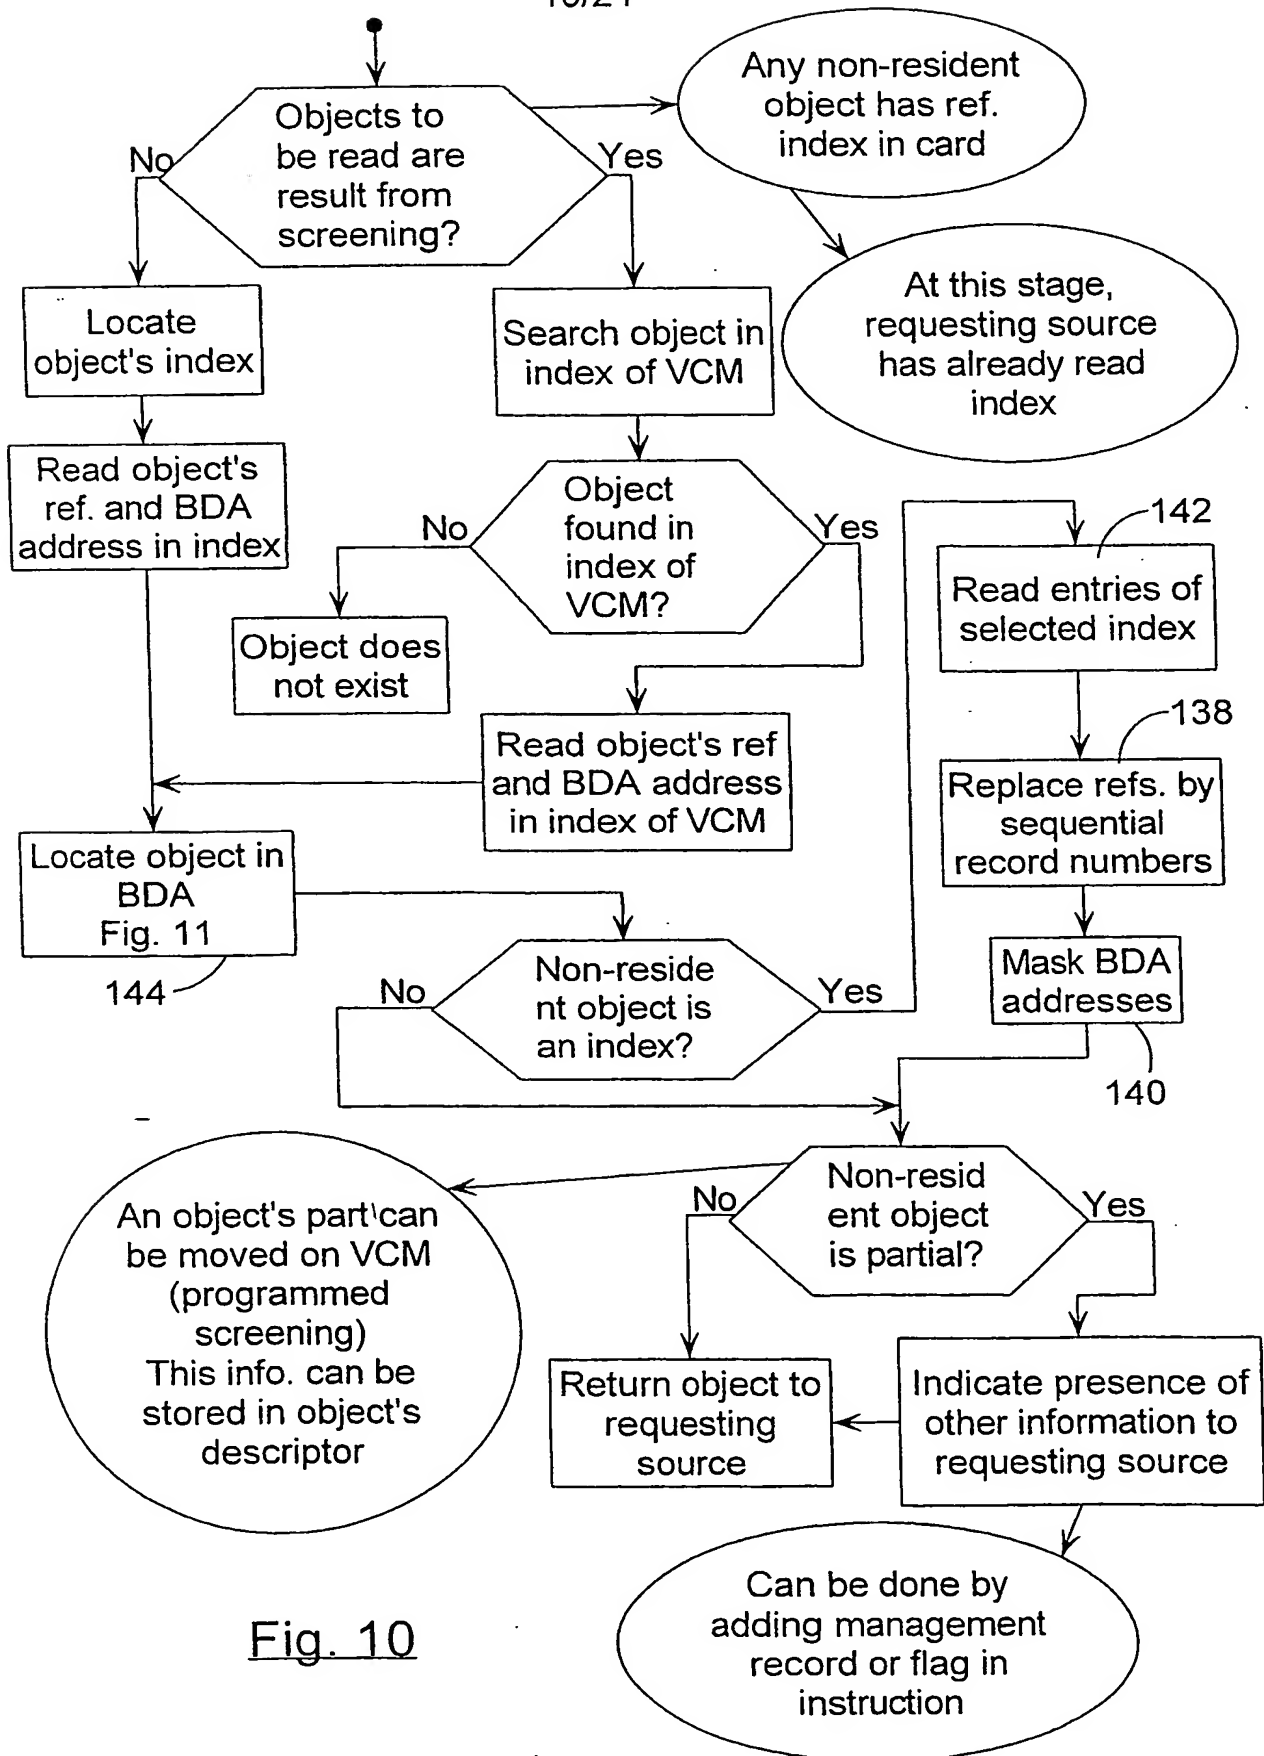 Objects to
be read are
result from
screening?
No
Yes
Any non-resident
object has ref.
index in card
At this stage,
requesting source
has already read
index
Locate
object's index
Search object in
index of VCM
Read object's
ref. and BDA
address in index
Object
found in
index of
VCM?
No
Yes
Object does
not exist
142
Read entries of
selected index
138
Read object's ref
and BDA address
in index of VCM
Replace refs. by
sequential
record numbers
Locate object in
BDA
Fig. 11
144
Non-reside
nt object is
an index?
No
Yes
Mask BDA
addresses
140
Non-resid
ent object
is partial?
No
Yes
An object's part can
be moved on VCM
(programmed
screening)
This info. can be
stored in object's
descriptor
Return object to
requesting
source
Indicate presence of
other information to
requesting source
Can be done by
adding management
record or flag in
instruction
Fig. 10